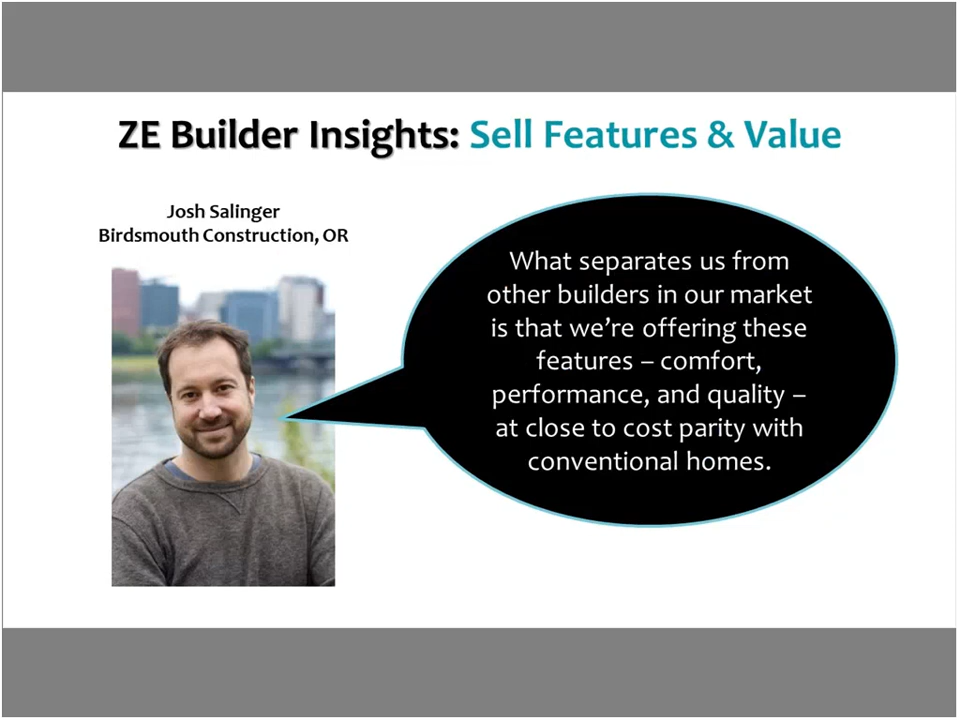 ZE Builder Insights: Sell Features & Value
Josh Salinger
Birdsmouth Construction, OR
What separates us from
other builders in our market
is that we’re offering these
features – comfort,
performance, and quality –
at close to cost parity with
conventional homes.